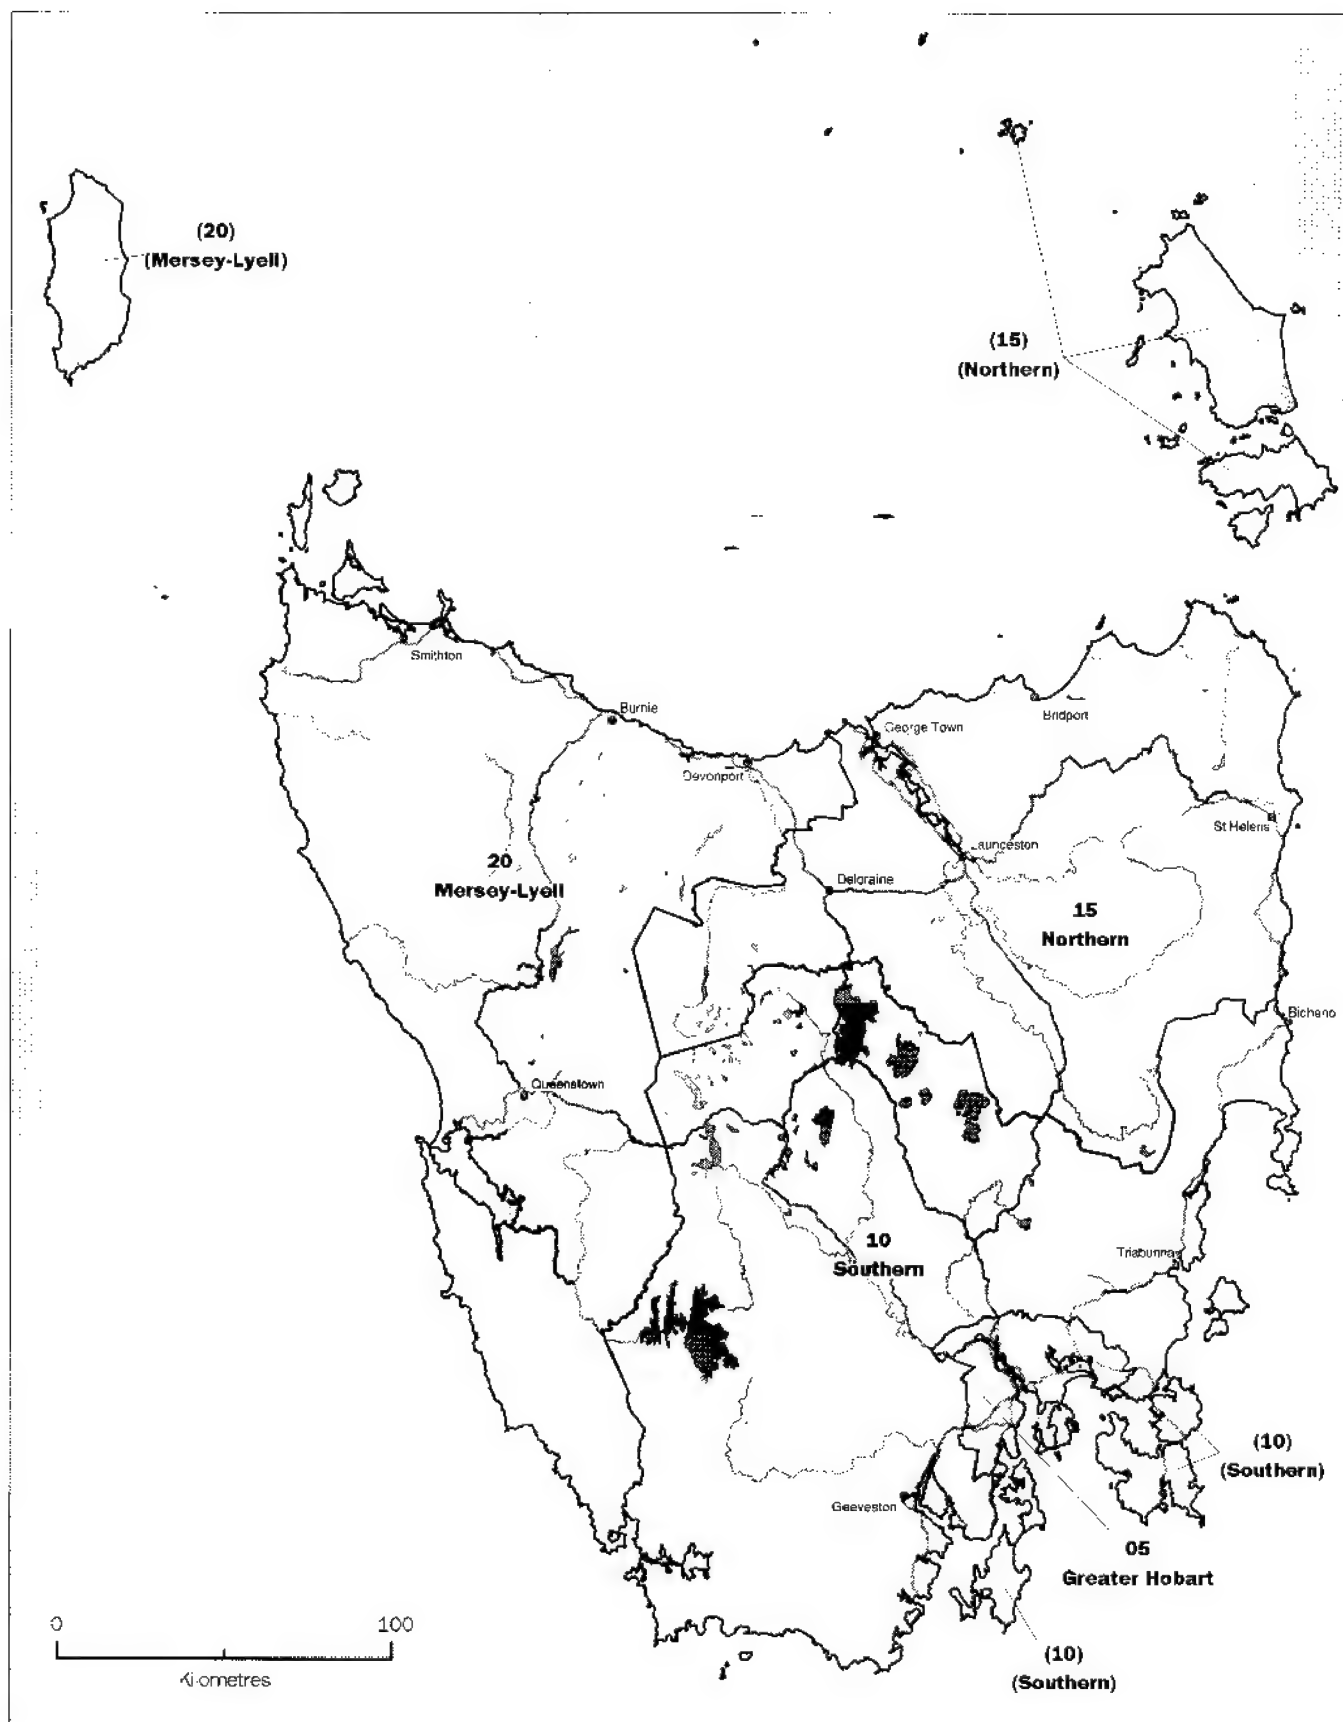 (20)
(Mersey-Lyell)
(15)
(Northern)
Smithton
Burnie
George Town
Bridport
Devonport
St Helens
Launceston
20
Mersey-Lyell
Deloraine
15
Northern
Bicheno
Queenstown
10
Southern
Triabunna
(10)
(Southern)
Geeveston
05
Greater Hobart
0 100
Kilometres
(10)
(Southern)